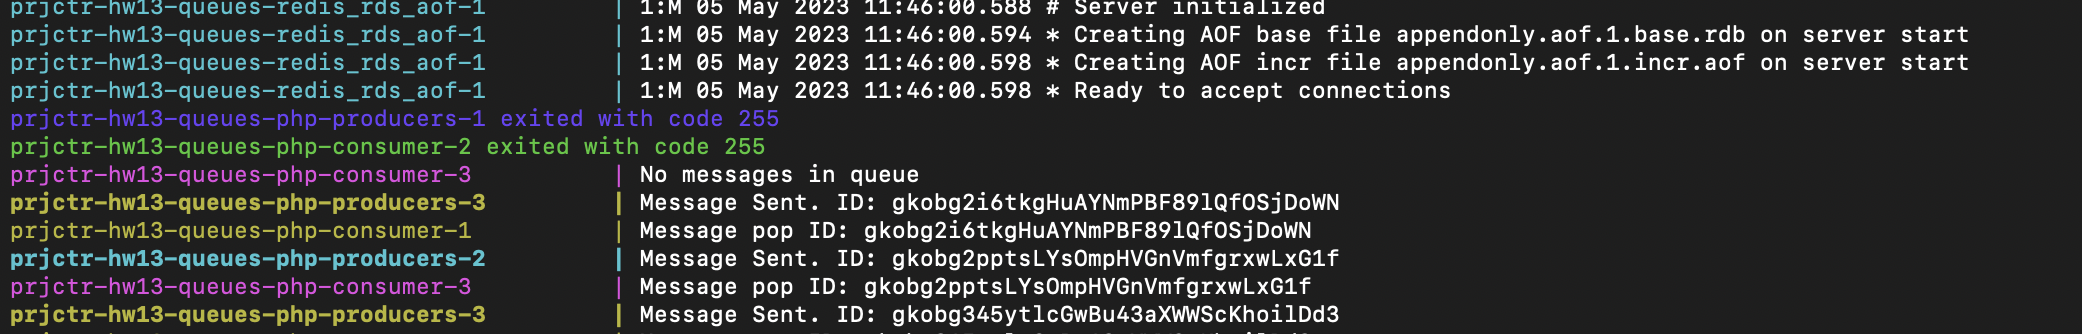 prjctr-hw13-queues-redis_rds_aof-1 | 1:M 05 May 2023 11:46:00.588 # Server initialized
prjctr-hw13-queues-redis_rds_aof-1 | 1:M 05 May 2023 11:46:00.594 * Creating AOF base file appendonly.aof.1.base.rdb on server start
prjctr-hw13-queues-redis_rds_aof-1 | 1:M 05 May 2023 11:46:00.598 * Creating AOF incr file appendonly.aof.1.incr.aof on server start
prjctr-hw13-queues-redis_rds_aof-1 | 1:M 05 May 2023 11:46:00.598 * Ready to accept connections
prjctr-hw13-queues-php-producers-1 exited with code 255
prjctr-hw13-queues-php-consumer-2 exited with code 255
prjctr-hw13-queues-php-consumer-3 | No messages in queue
prjctr-hw13-queues-php-producers-3 | Message Sent. ID: gkobg2i6tkgHuAYNmPBF89lQfOSjDoWN
prjctr-hw13-queues-php-consumer-1 | Message pop ID: gkobg2i6tkgHuAYNmPBF89lQfOSjDoWN
prjctr-hw13-queues-php-producers-2 | Message Sent. ID: gkobg2pptsLYsOmpHVGnVmfgrxwLxG1f
prjctr-hw13-queues-php-consumer-3 | Message pop ID: gkobg2pptsLYsOmpHVGnVmfgrxwLxG1f
prjctr-hw13-queues-php-producers-3 | Message Sent. ID: gkobg345ytlcGwBu43aXWWScKhoilDd3